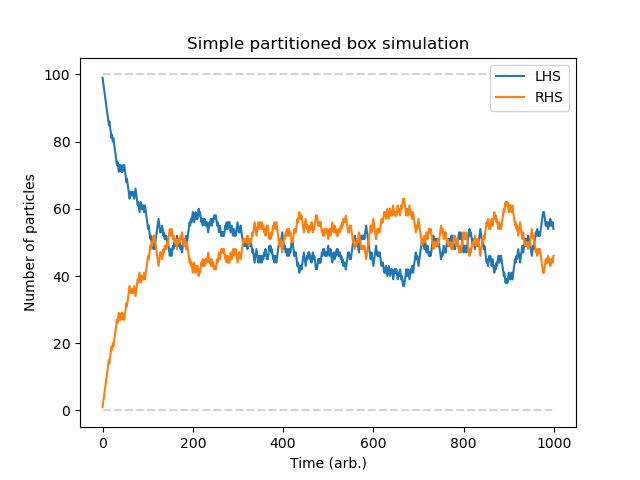 Simple partitioned box simulation
LHS
RHS
100
80
60
40
20
0
Number of particles
0 200 400 600 800 1000
Time (arb.)